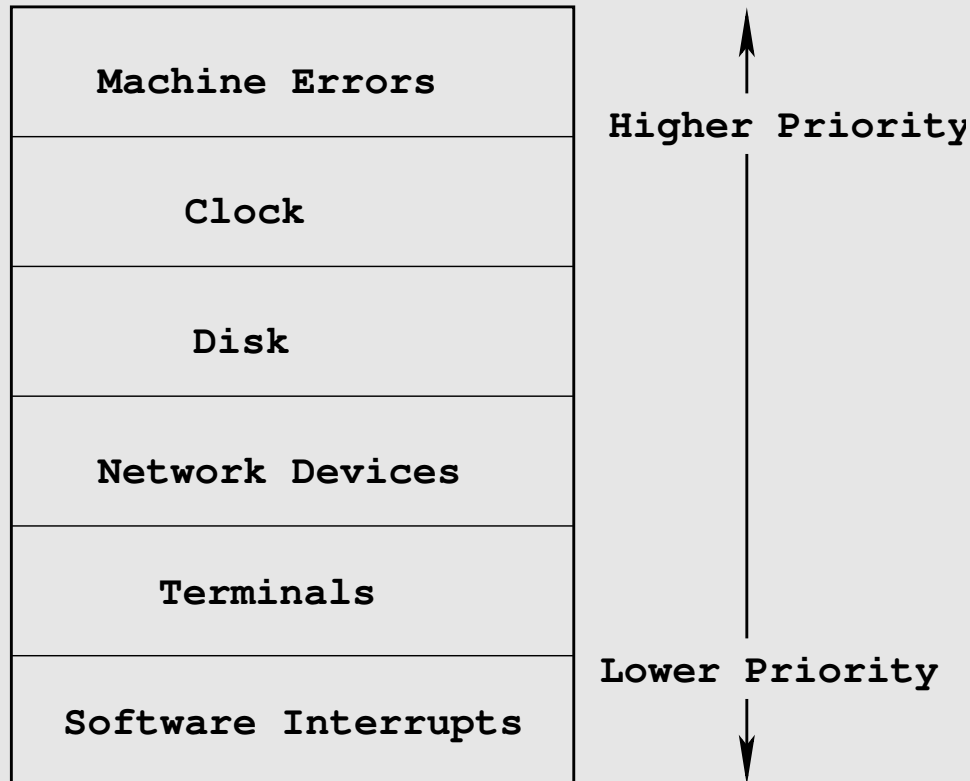 Machine Errors
Higher Priority
Clock
Disk
Network Devices
Terminals
Lower Priority
Software Interrupts